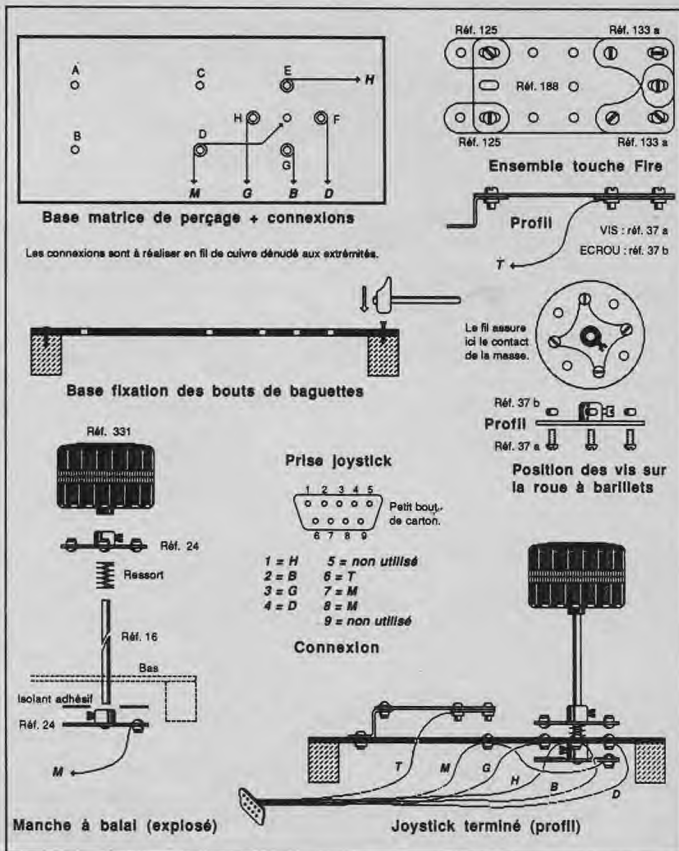 A
C
E
H
B
D
H
F
G
M
G
B
D
Base matrice de perçage + connexions
Les connexions sont à réaliser en fil de cuivre dénudé aux extrémités.
Réf. 125
Réf. 133 a
Réf. 188
Réf. 125
Réf. 133 a
Ensemble touche Fire
Profil
VIS : réf. 37 a
ECROU : réf. 37 b
T
Base fixation des bouts de baguettes
Le fil assure
ici le contact
de la masse.
Réf. 37 b
Profil
Réf. 37 a
Position des vis sur
la roue à barillets
Réf. 331
Réf. 24
Ressort
Réf. 16
Bas
Isolant adhésif
Réf. 24
M
Manche à balai (explosé)
Prise joystick
1 2 3 4 5
6 7 8 9
Petit bout
de carton.
1 = H 5 = non utilisé
2 = B 6 = T
3 = G 7 = M
4 = D 8 = M
9 = non utilisé
Connexion
T
M
G
H
B
D
Joystick terminé (profil)